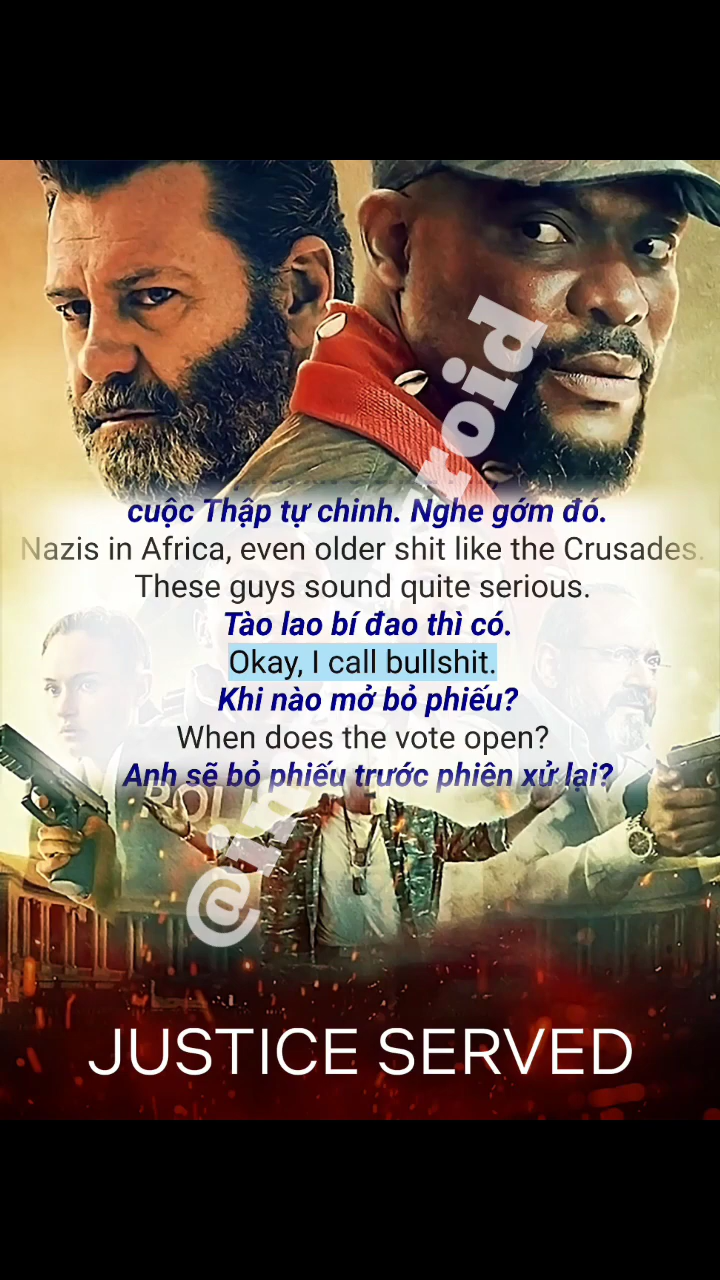 cuộc Thập tự chinh. Nghe gớm đó.
Nazis in Africa, even older shit like the Crusades.
These guys sound quite serious.
Tào lao bí đao thì có.
Okay, I call bullshit.
Khi nào mở bỏ phiếu?
When does the vote open?
Anh sẽ bỏ phiếu trước phiên xử lại?
JUSTICE SERVED